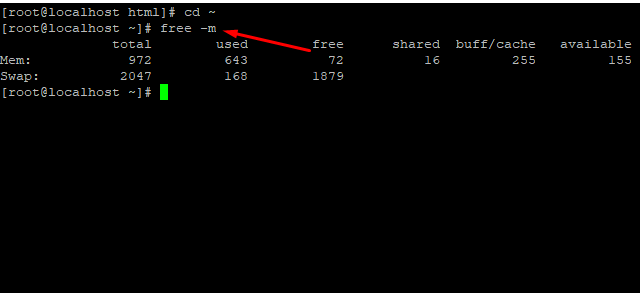 [root@localhost html]# cd ~
[root@localhost ~]# free -m
              total        used        free      shared  buff/cache   available
Mem:            972         643          72          16         255         155
Swap:          2047         168        1879
[root@localhost ~]#